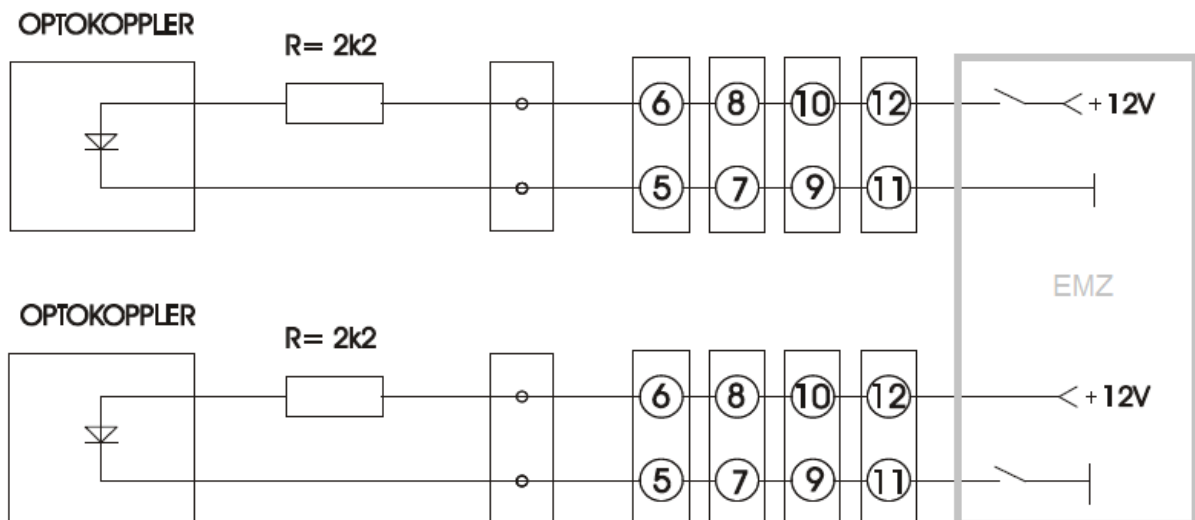 OPTOKOPPLER
R= 2k2
6 8 10 12 +12V
5 7 9 11
EMZ
OPTOKOPPLER
R= 2k2
6 8 10 12 +12V
5 7 9 11